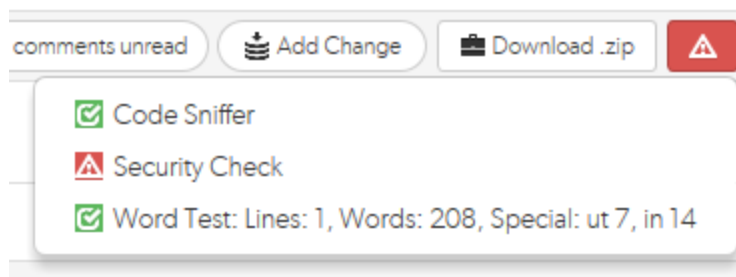 comments unread Add Change Download .zip
Code Sniffer
Security Check
Word Test: Lines: 1, Words: 208, Special: ut 7, in 14